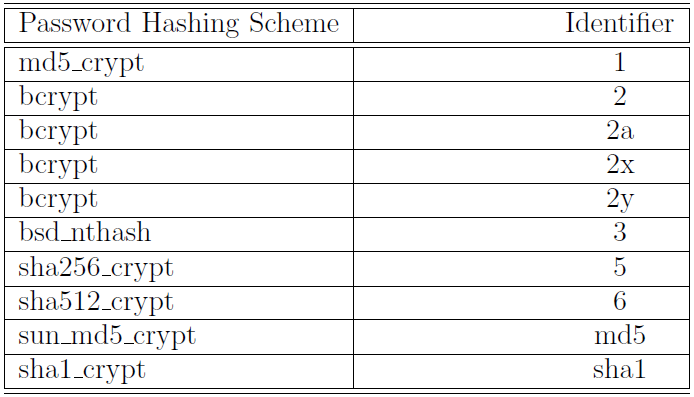 Password Hashing Scheme Identifier
md5_crypt 1
bcrypt 2
bcrypt 2a
bcrypt 2x
bcrypt 2y
bsd_nthash 3
sha256_crypt 5
sha512_crypt 6
sun_md5_crypt md5
sha1_crypt sha1